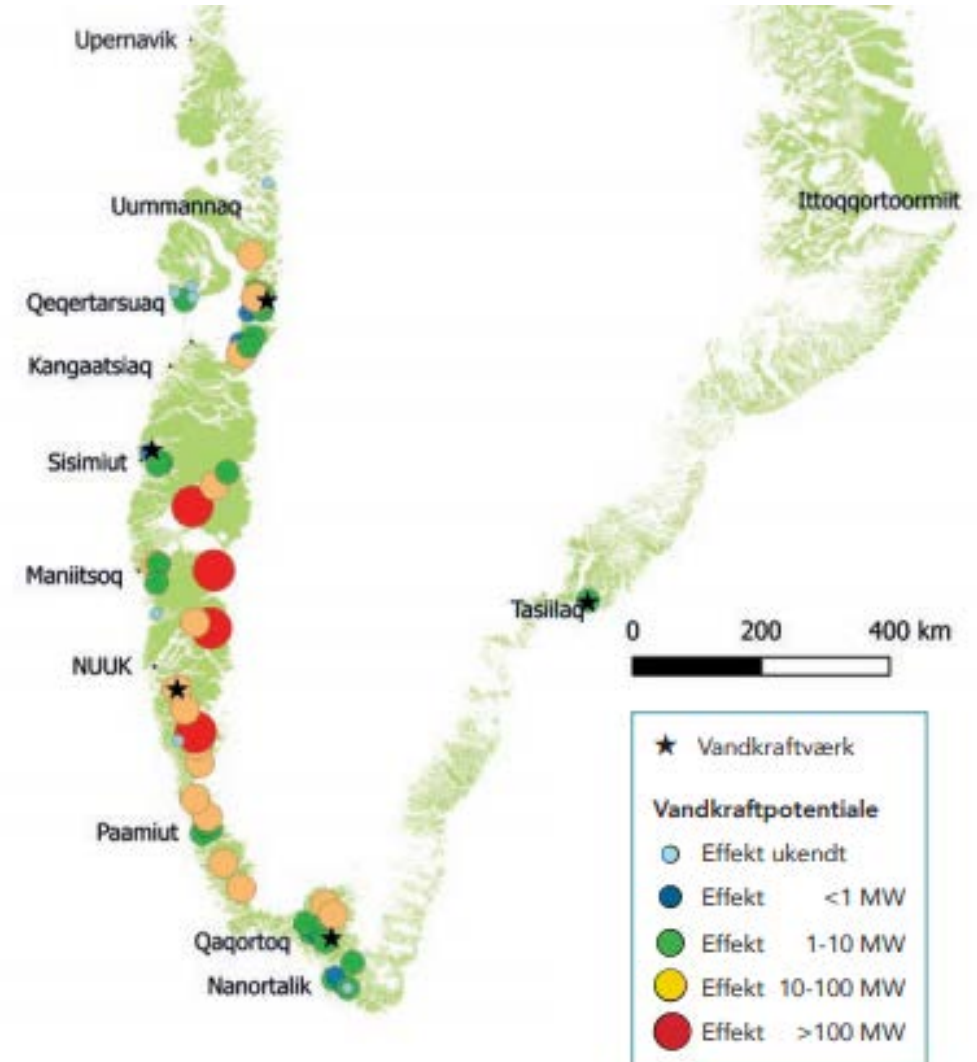 Upernavik
Uummannaq
Ittoqqortoormiit
Qeqertarsuaq
Kangaatsiaq
Sisimiut
Maniitsoq
Tasiilaq
0 200 400 km
NUUK
Paamiut
Qaqortoq
Nanortalik
Vandkraftværk
Vandkraftpotentiale
Effekt ukendt
Effekt <1 MW
Effekt 1-10 MW
Effekt 10-100 MW
Effekt >100 MW